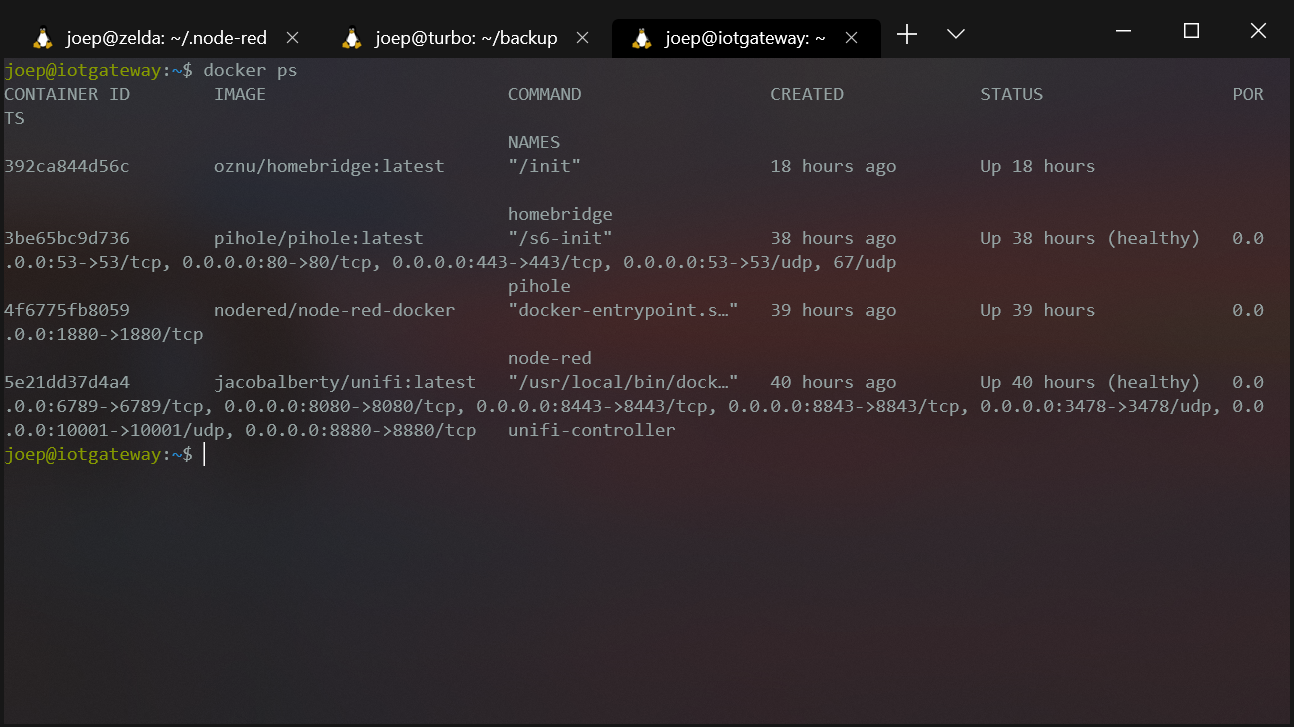 joep@zelda: ~/.node-red joep@turbo: ~/backup joep@iotgateway: ~
joep@iotgateway:~$ docker ps
CONTAINER ID IMAGE COMMAND CREATED STATUS POR
TS
NAMES
392ca844d56c oznu/homebridge:latest "/init" 18 hours ago Up 18 hours
homebridge
3be65bc9d736 pihole/pihole:latest "/s6-init" 38 hours ago Up 38 hours (healthy) 0.0
.0.0:53->53/tcp, 0.0.0.0:80->80/tcp, 0.0.0.0:443->443/tcp, 0.0.0.0:53->53/udp, 67/udp
pihole
4f6775fb8059 nodered/node-red-docker "docker-entrypoint.s…" 39 hours ago Up 39 hours 0.0
.0.0:1880->1880/tcp
node-red
5e21dd37d4a4 jacobalberty/unifi:latest "/usr/local/bin/dock…" 40 hours ago Up 40 hours (healthy) 0.0
.0.0:6789->6789/tcp, 0.0.0.0:8080->8080/tcp, 0.0.0.0:8443->8443/tcp, 0.0.0.0:8843->8843/tcp, 0.0.0.0:3478->3478/udp, 0.0
.0.0:10001->10001/udp, 0.0.0.0:8880->8880/tcp unifi-controller
joep@iotgateway:~$